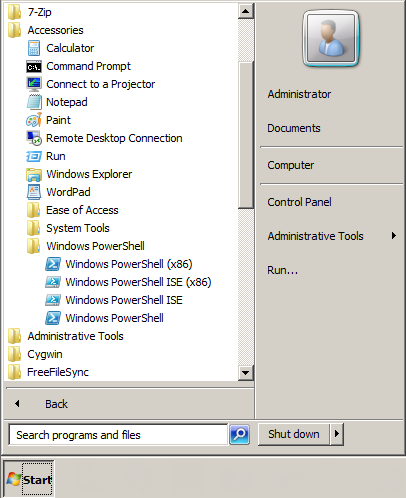 7-Zip
Accessories
Calculator
Command Prompt
Connect to a Projector
Notepad
Paint
Remote Desktop Connection
Run
Windows Explorer
WordPad
Ease of Access
System Tools
Windows PowerShell
Windows PowerShell (x86)
Windows PowerShell ISE (x86)
Windows PowerShell ISE
Windows PowerShell
Administrative Tools
Cygwin
FreeFileSync
Back
Search programs and files
Administrator
Documents
Computer
Control Panel
Administrative Tools
Run...
Shut down
Start